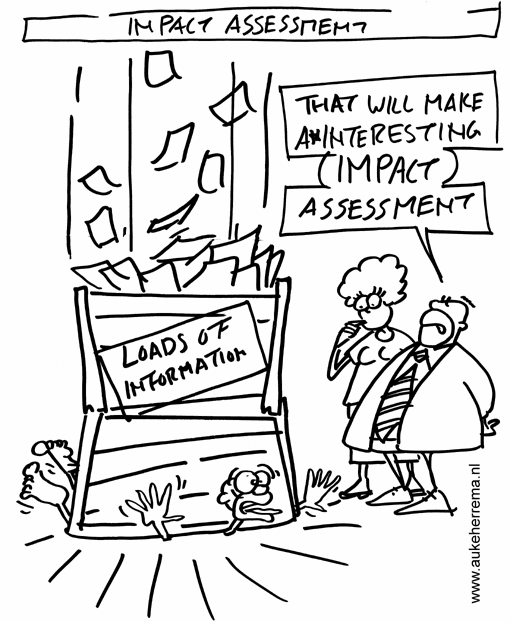 IMPACT ASSESSMENT
THAT WILL MAKE
A INTERESTING
(IMPACT)
ASSESSMENT
LOADS OF
INFORMATION
www.aukeherrema.nl